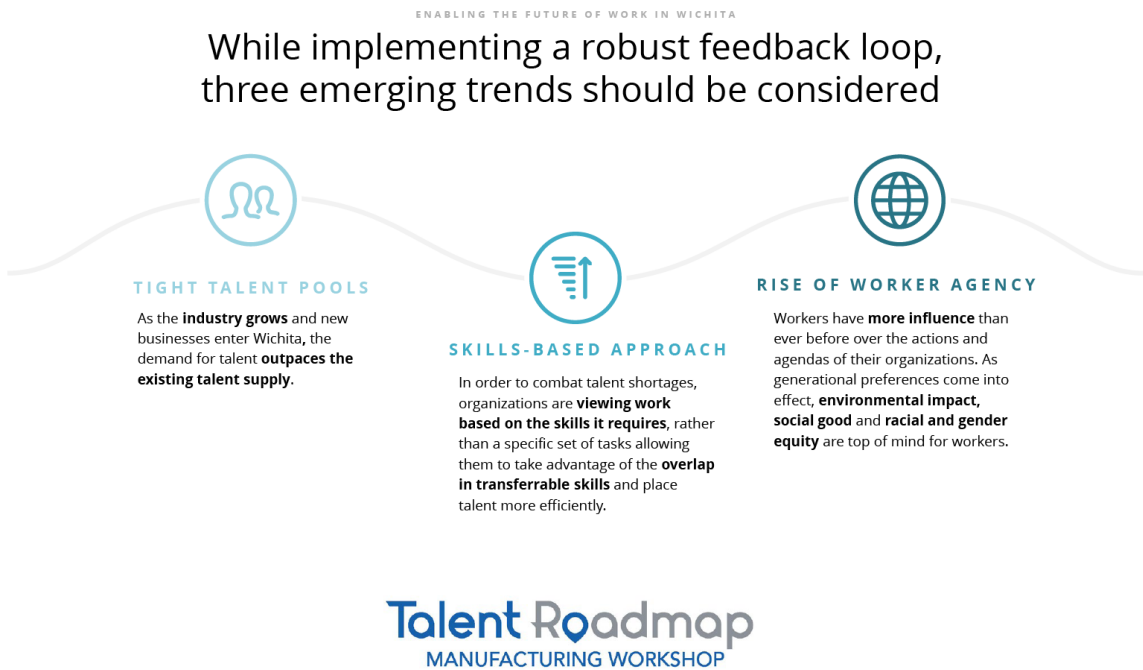 ENABLING THE FUTURE OF WORK IN WICHITA
While implementing a robust feedback loop,
three emerging trends should be considered
TIGHT TALENT POOLS
As the industry grows and new
businesses enter Wichita, the
demand for talent outpaces the
existing talent supply.
SKILLS-BASED APPROACH
In order to combat talent shortages,
organizations are viewing work
based on the skills it requires, rather
than a specific set of tasks allowing
them to take advantage of the overlap
in transferrable skills and place
talent more efficiently.
RISE OF WORKER AGENCY
Workers have more influence than
ever before over the actions and
agendas of their organizations. As
generational preferences come into
effect, environmental impact,
social good and racial and gender
equity are top of mind for workers.
Talent Roadmap
MANUFACTURING WORKSHOP